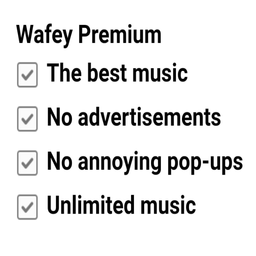 Wafey Premium
The best music
No advertisements
No annoying pop-ups
Unlimited music